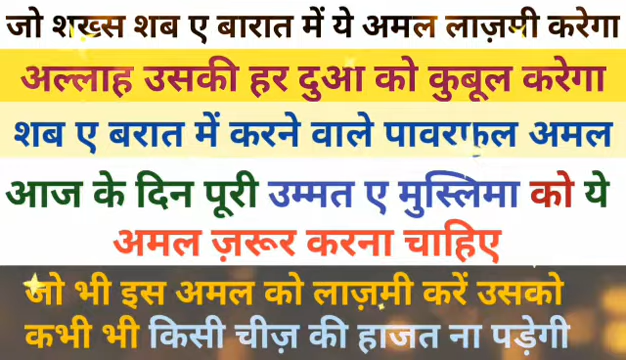 जो शख़्स शब ए बारात में ये अमल लाज़मी करेगा
अल्लाह उसकी हर दुआ को कुबूल करेगा
शब ए बरात में करने वाले पावरफुल अमल
आज के दिन पूरी उम्मत ए मुस्लिमा को ये
अमल ज़रूर करना चाहिए
जो भी इस अमल को लाज़मी करें उसको
कभी भी किसी चीज़ की हाजत ना पड़ेगी